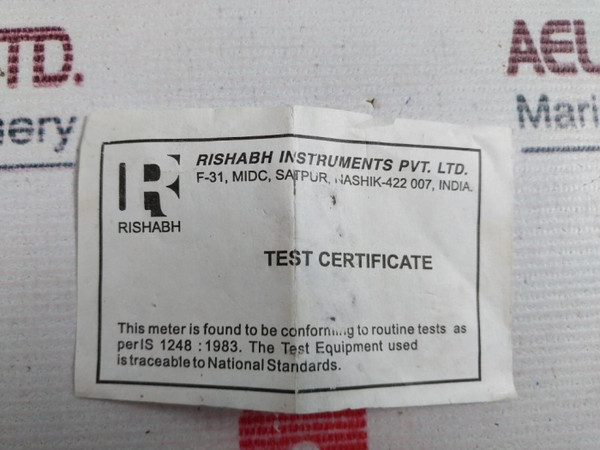 TD.
AEL
ery
Mari
R
RISHABH INSTRUMENTS PVT. LTD.
F-31, MIDC, SATPUR, NASHIK-422 007, INDIA.
RISHABH
TEST CERTIFICATE
This meter is found to be conforming to routine tests as
per IS 1248 : 1983. The Test Equipment used
is traceable to National Standards.